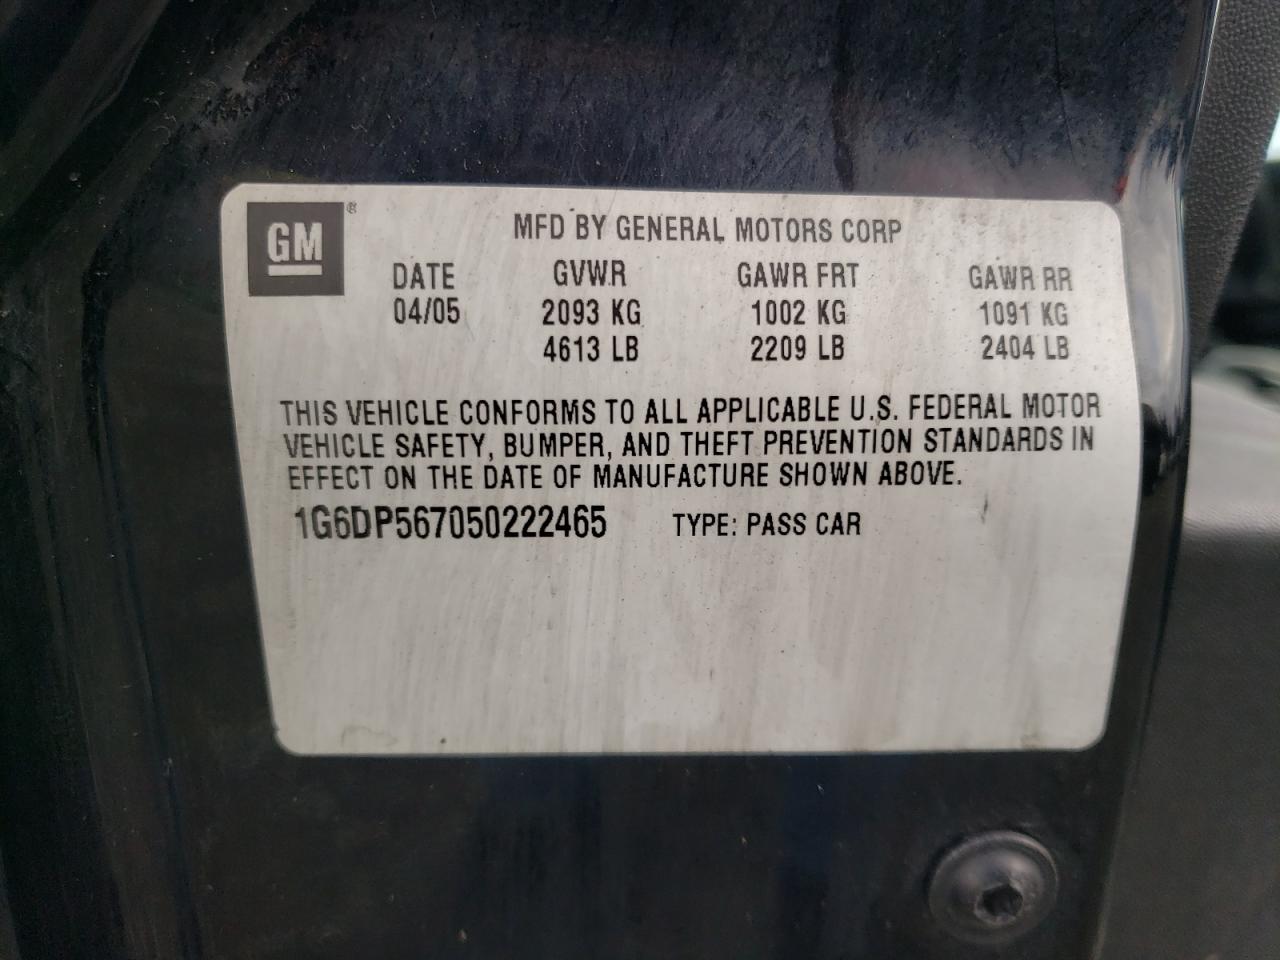 GM®
MFD BY GENERAL MOTORS CORP
DATE GVWR GAWR FRT GAWR RR
04/05 2093 KG 1002 KG 1091 KG
4613 LB 2209 LB 2404 LB
THIS VEHICLE CONFORMS TO ALL APPLICABLE U.S. FEDERAL MOTOR
VEHICLE SAFETY, BUMPER, AND THEFT PREVENTION STANDARDS IN
EFFECT ON THE DATE OF MANUFACTURE SHOWN ABOVE.
1G6DP567050222465 TYPE: PASS CAR